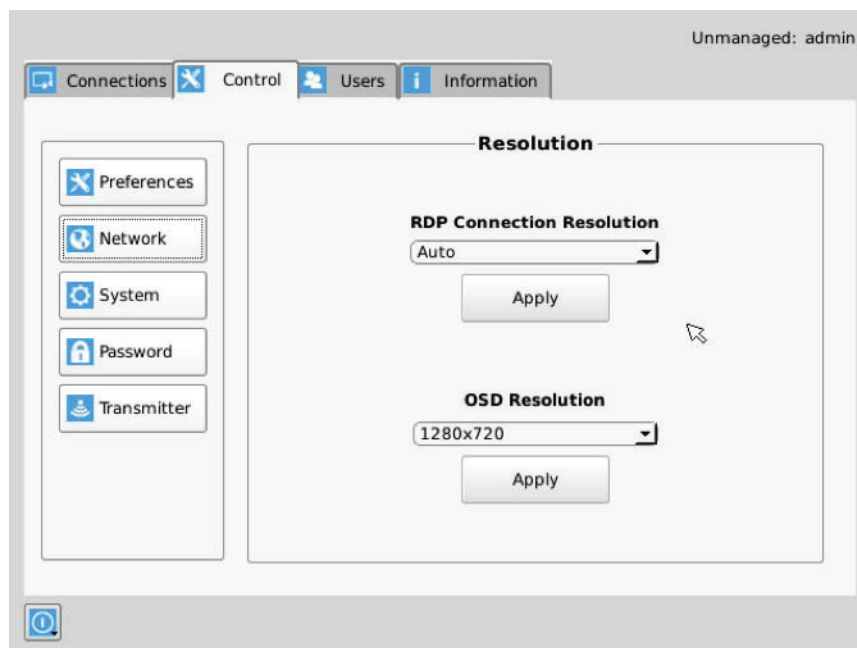 Unmanaged: admin
Connections Control Users Information
Preferences
Network
System
Password
Transmitter
Resolution
RDP Connection Resolution
Auto
Apply
OSD Resolution
1280x720
Apply